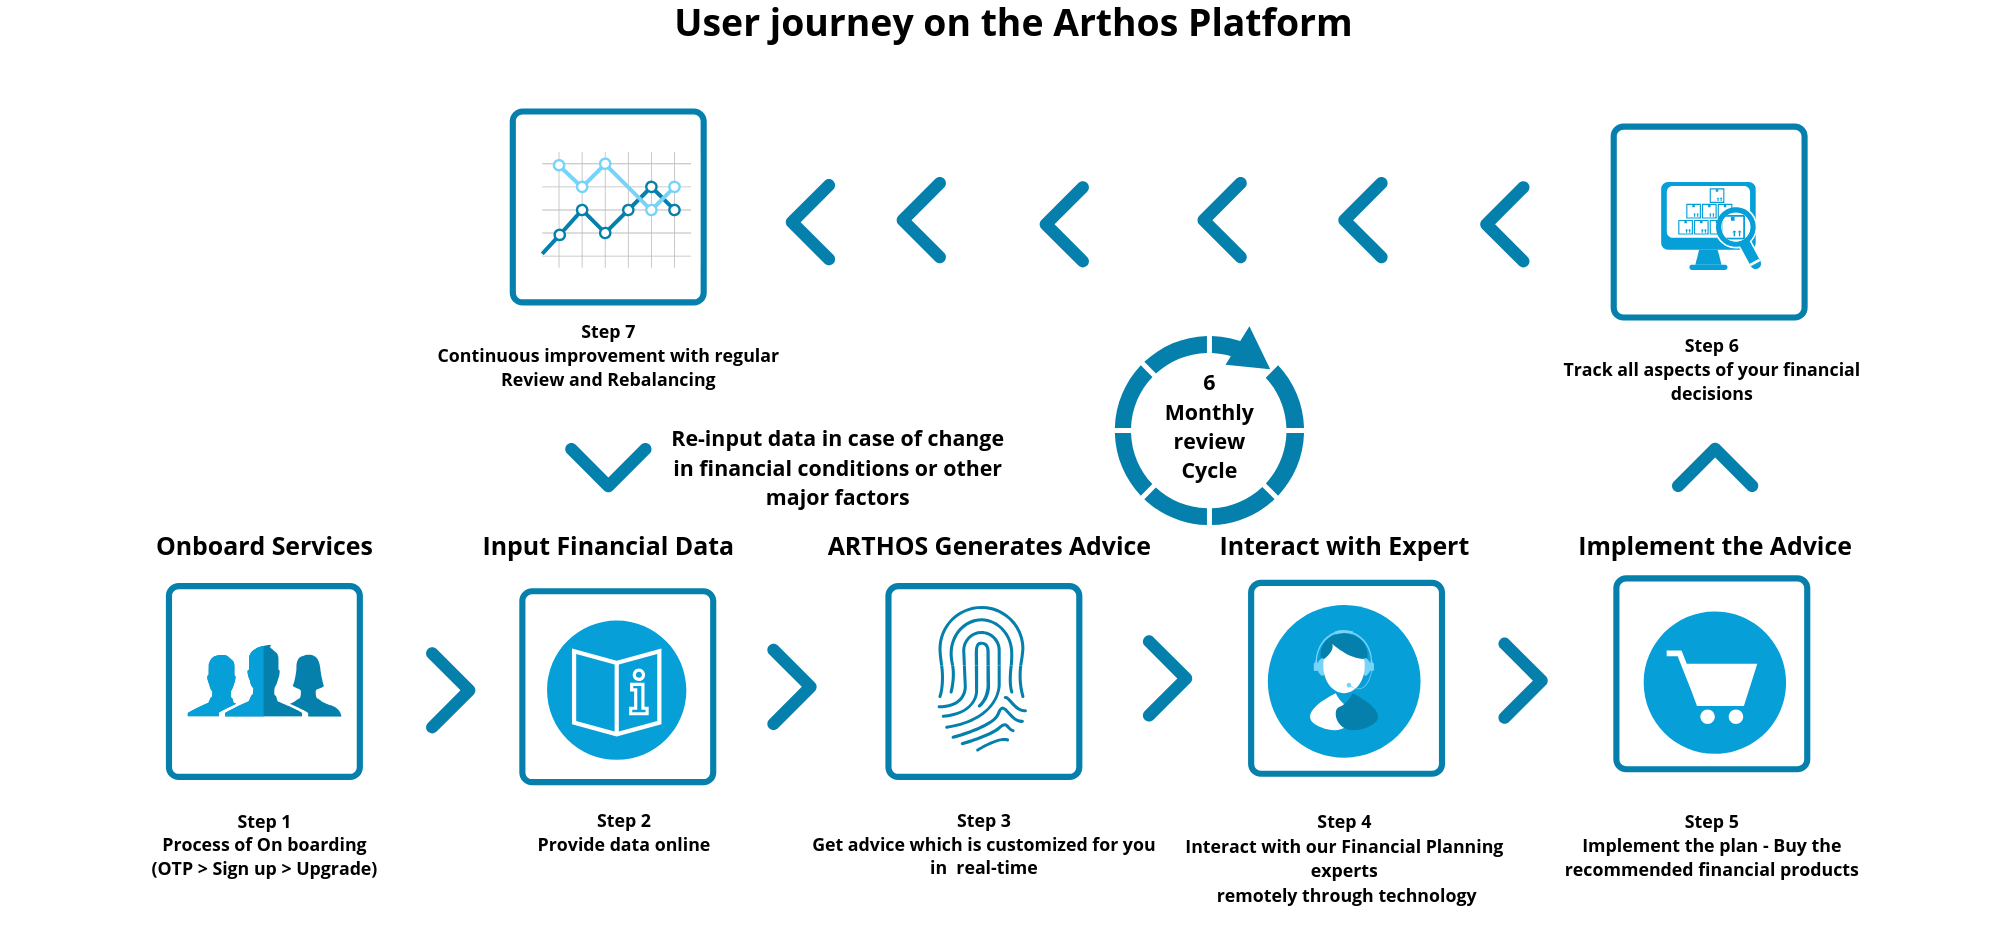 User journey on the Arthos Platform
Step 7
Continuous improvement with regular
Review and Rebalancing
Step 6
Track all aspects of your financial
decisions
6
Monthly
review
Cycle
Re-input data in case of change
in financial conditions or other
major factors
Onboard Services
Input Financial Data
ARTHOS Generates Advice
Interact with Expert
Implement the Advice
i
Step 1
Process of On boarding
(OTP > Sign up > Upgrade)
Step 2
Provide data online
Step 3
Get advice which is customized for you
in  real-time
Step 4
Interact with our Financial Planning
experts
remotely through technology
Step 5
Implement the plan - Buy the
recommended financial products